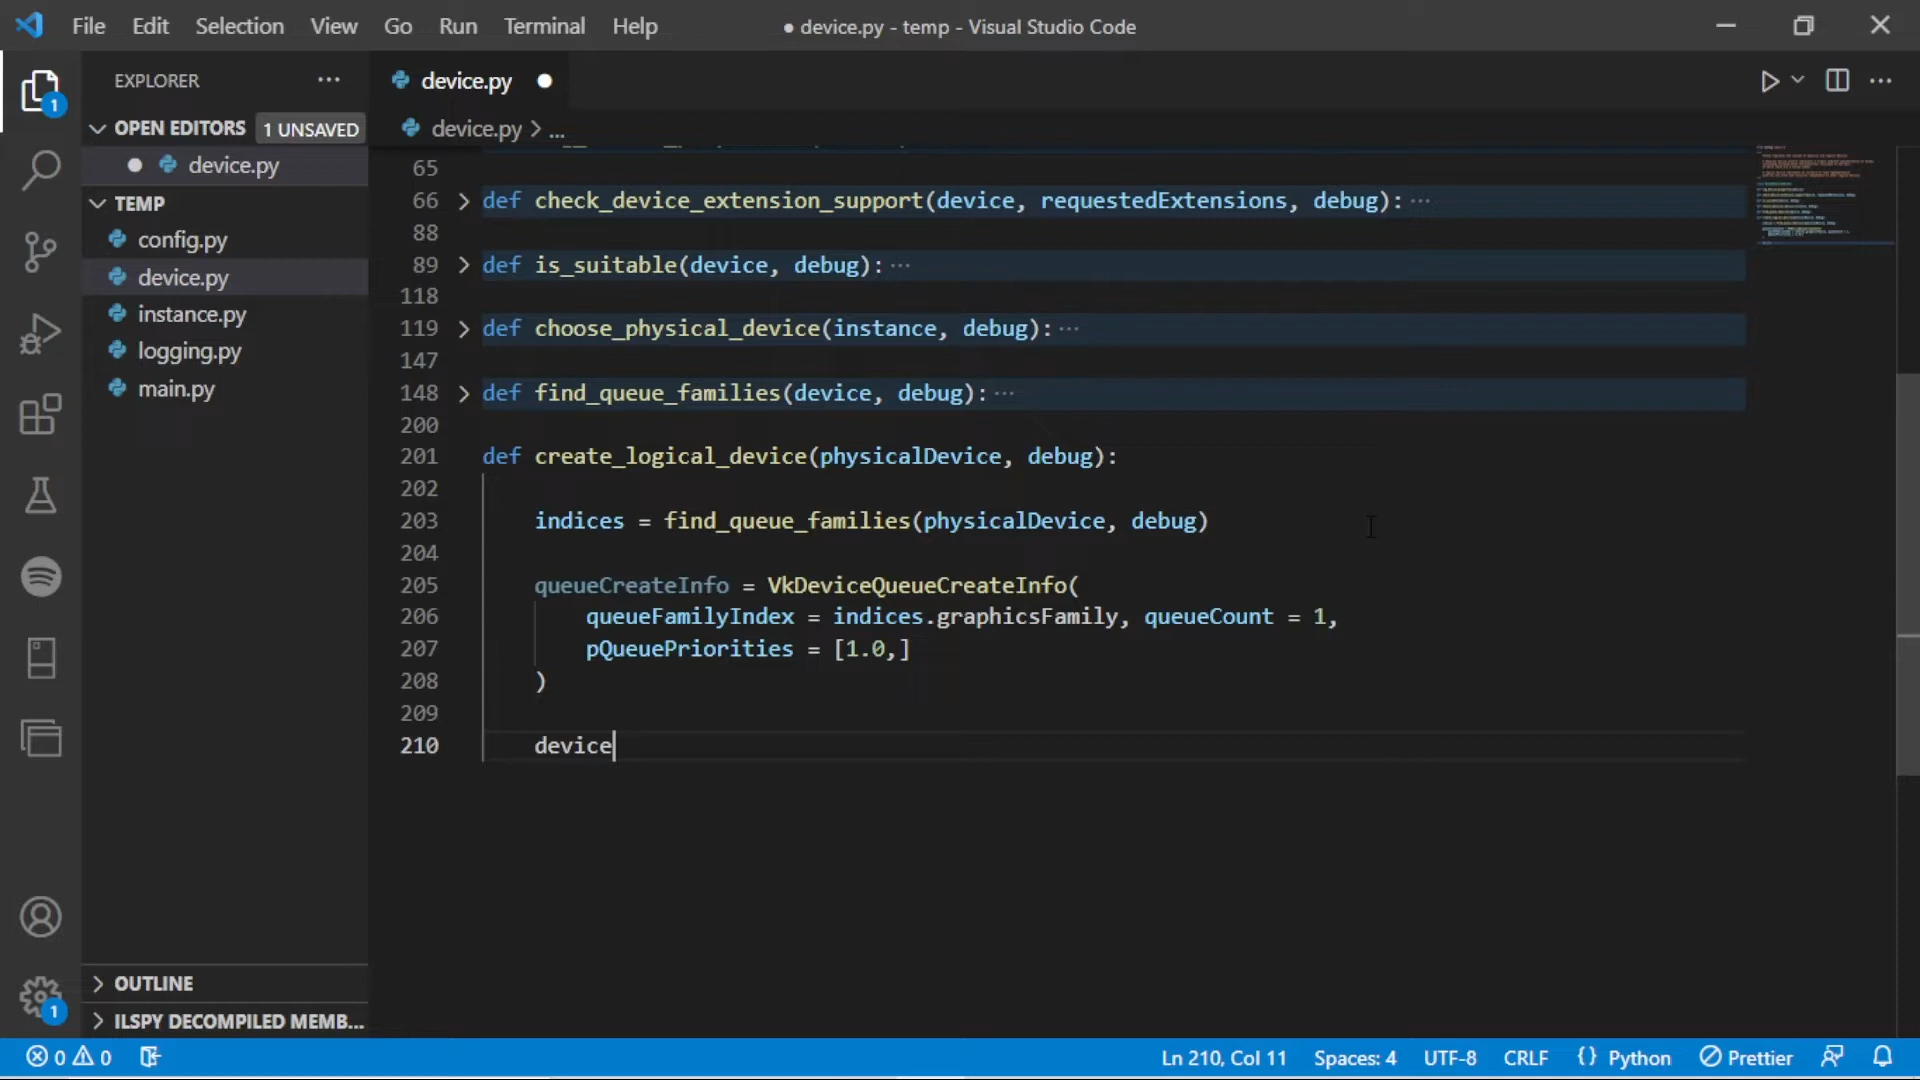 File Edit Selection View Go Run Terminal Help
● device.py - temp - Visual Studio Code
EXPLORER ···
OPEN EDITORS 1 UNSAVED
● device.py
TEMP
config.py
device.py
instance.py
logging.py
main.py
OUTLINE
ILSPY DECOMPILED MEMB...
1
1
device.py ●
device.py > ...
65
66 > def check_device_extension_support(device, requestedExtensions, debug): ···
88
89 > def is_suitable(device, debug): ···
118
119 > def choose_physical_device(instance, debug): ···
147
148 > def find_queue_families(device, debug): ···
200
201 def create_logical_device(physicalDevice, debug):
202
203 indices = find_queue_families(physicalDevice, debug)
204
205 queueCreateInfo = VkDeviceQueueCreateInfo(
206 queueFamilyIndex = indices.graphicsFamily, queueCount = 1,
207 pQueuePriorities = [1.0,]
208 )
209
210 device
0 0
Ln 210, Col 11 Spaces: 4 UTF-8 CRLF {} Python Prettier